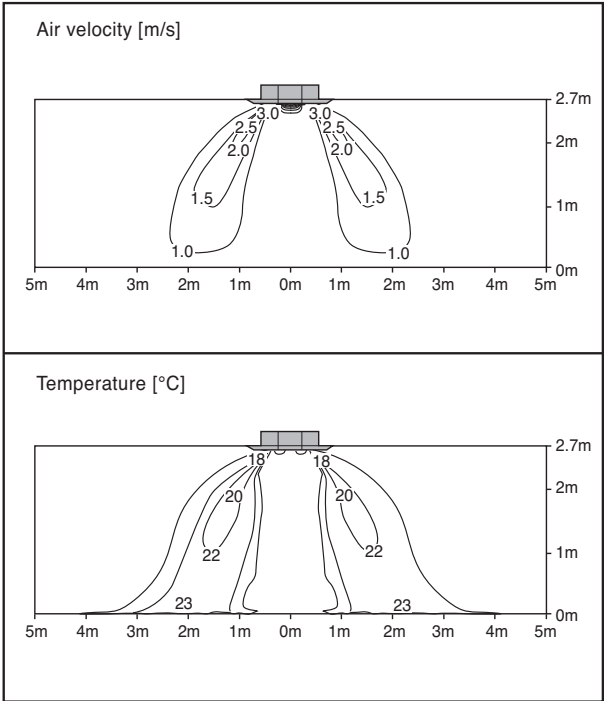 Air velocity [m/s]
3.0 3.0
2.5 2.5
2.0 2.0
1.5 1.5
1.0 1.0
2.7m
2m
1m
0m
5m 4m 3m 2m 1m 0m 1m 2m 3m 4m 5m
Temperature [°C]
18 18
20 20
22 22
23 23
2.7m
2m
1m
0m
5m 4m 3m 2m 1m 0m 1m 2m 3m 4m 5m